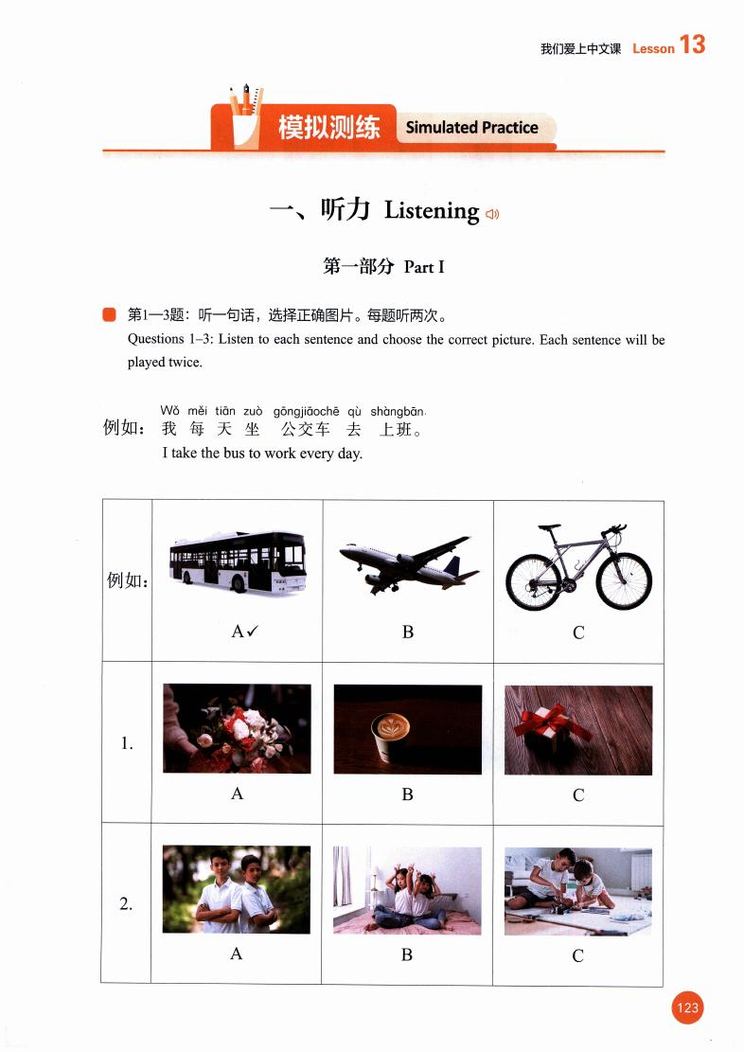 我们爱上中文课 Lesson 13
模拟测练 Simulated Practice
一、听力 Listening
第一部分 Part I
第1—3题：听一句话，选择正确图片。每题听两次。
Questions 1–3: Listen to each sentence and choose the correct picture. Each sentence will be
played twice.
Wǒ měi tiān zuò gōngjiāochē qù shàngbān.
例如： 我 每 天 坐 公交车 去 上班。
I take the bus to work every day.
例如：
A✓ B C
1.
A B C
2.
A B C
123